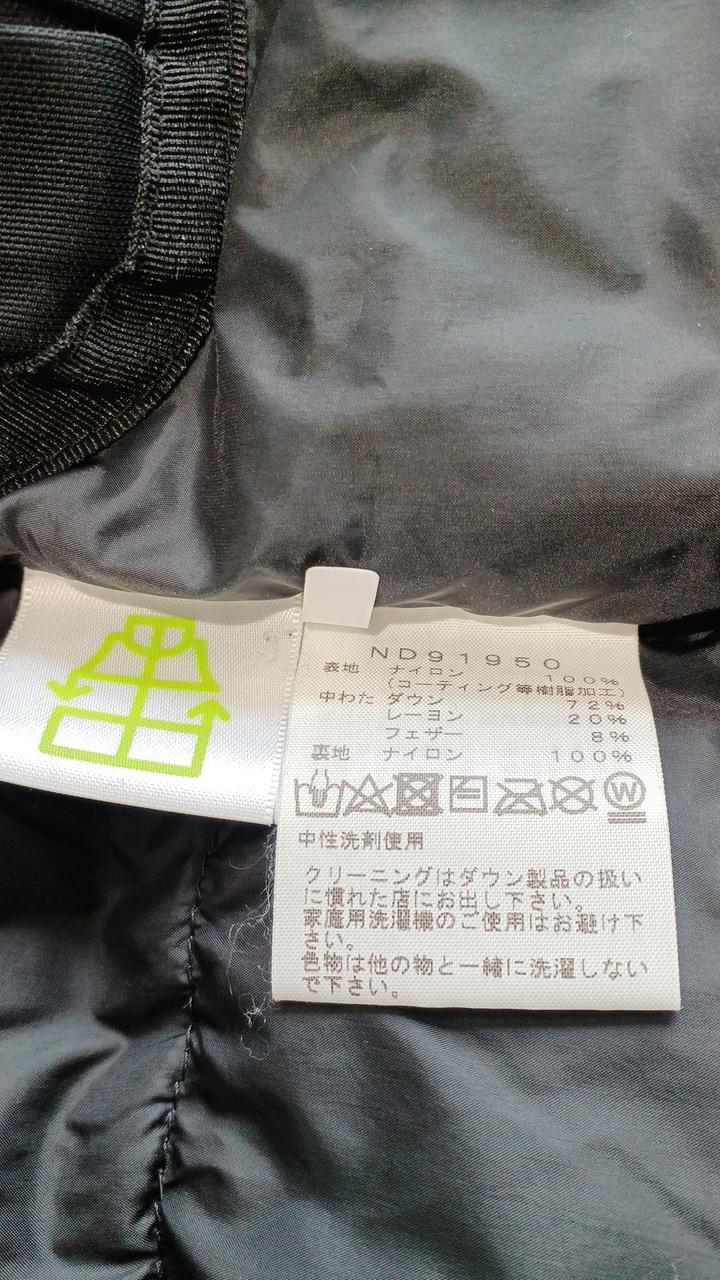 ND91950
表地 ナイロン 100%
(コーティング等樹脂加工)
中わた ダウン 72%
レーヨン 20%
フェザー 8%
裏地 ナイロン 100%
W
中性洗剤使用
クリーニングはダウン製品の扱い
に慣れた店にお出し下さい。
家庭用洗濯機のご使用はお避け下
さい。
色物は他の物と一緒に洗濯しない
で下さい。